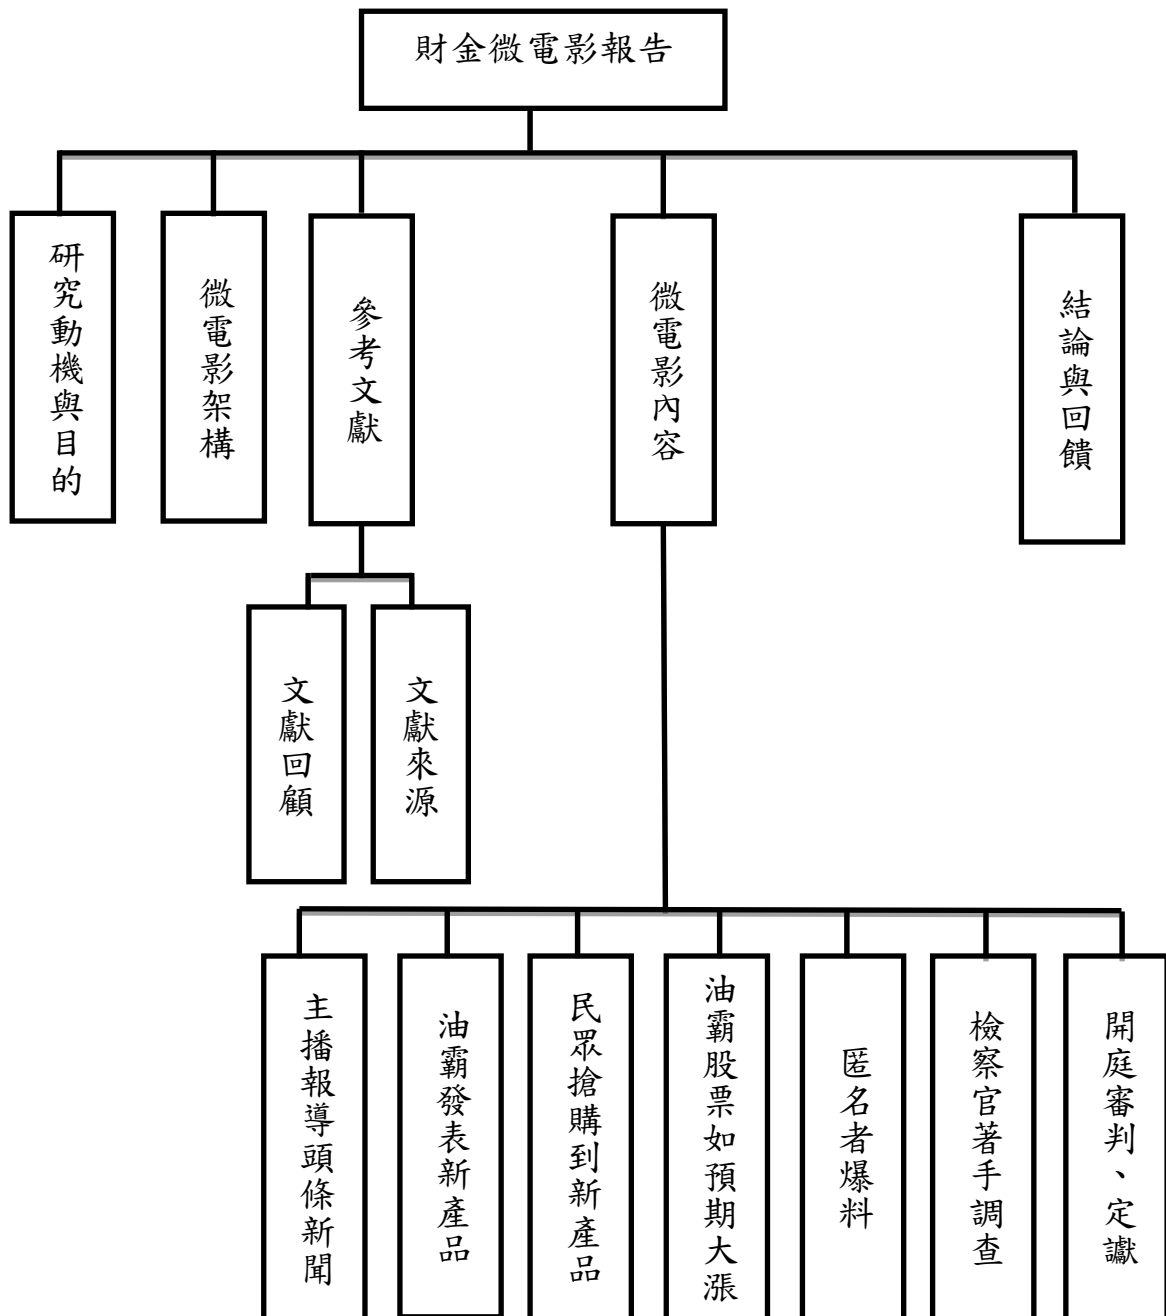 財金微電影報告
研究動機與目的
微電影架構
參考文獻
微電影內容
結論與回饋
文獻回顧
文獻來源
主播報導頭條新聞
油霸發表新產品
民眾搶購到新產品
油霸股票如預期大漲
匿名者爆料
檢察官著手調查
開庭審判、定讞